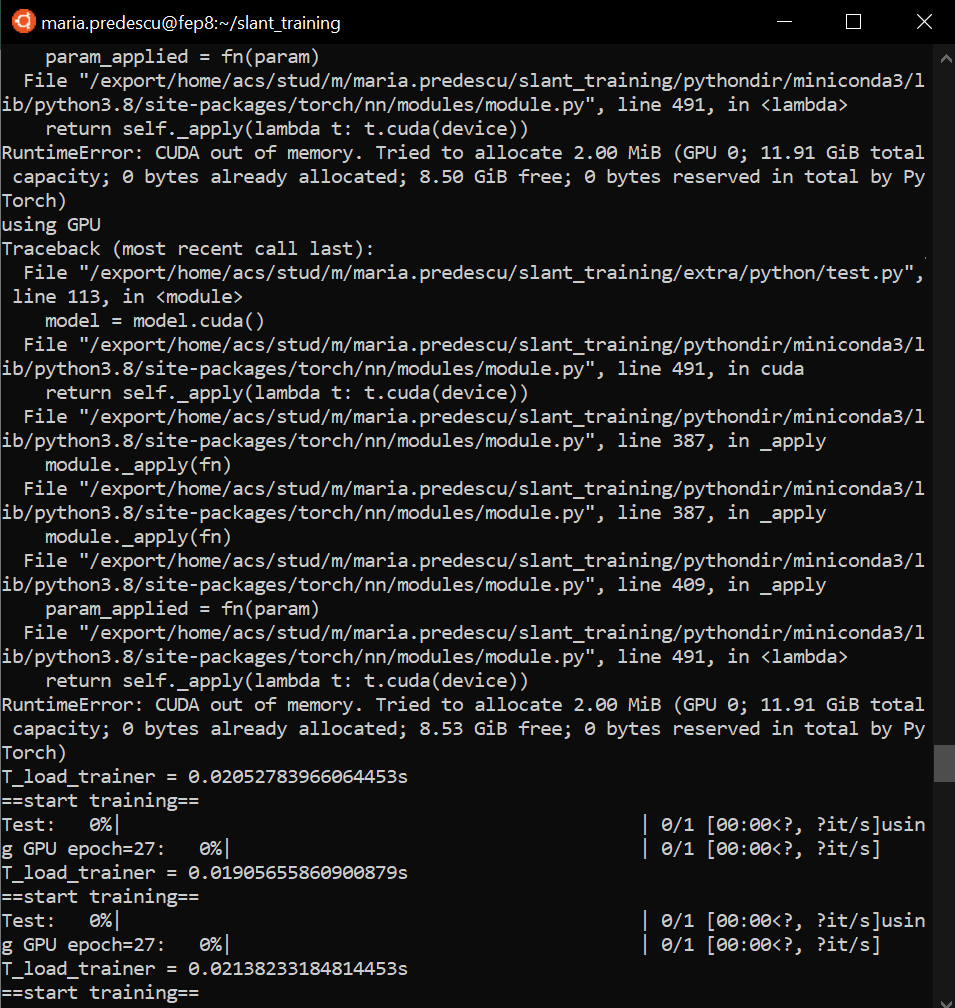 maria.predescu@fep8:~/slant_training
    param_applied = fn(param)
  File "/export/home/acs/stud/m/maria.predescu/slant_training/pythondir/miniconda3/l
ib/python3.8/site-packages/torch/nn/modules/module.py", line 491, in <lambda>
    return self._apply(lambda t: t.cuda(device))
RuntimeError: CUDA out of memory. Tried to allocate 2.00 MiB (GPU 0; 11.91 GiB total
 capacity; 0 bytes already allocated; 8.50 GiB free; 0 bytes reserved in total by Py
Torch)
using GPU
Traceback (most recent call last):
  File "/export/home/acs/stud/m/maria.predescu/slant_training/extra/python/test.py",
 line 113, in <module>
    model = model.cuda()
  File "/export/home/acs/stud/m/maria.predescu/slant_training/pythondir/miniconda3/l
ib/python3.8/site-packages/torch/nn/modules/module.py", line 491, in cuda
    return self._apply(lambda t: t.cuda(device))
  File "/export/home/acs/stud/m/maria.predescu/slant_training/pythondir/miniconda3/l
ib/python3.8/site-packages/torch/nn/modules/module.py", line 387, in _apply
    module._apply(fn)
  File "/export/home/acs/stud/m/maria.predescu/slant_training/pythondir/miniconda3/l
ib/python3.8/site-packages/torch/nn/modules/module.py", line 387, in _apply
    module._apply(fn)
  File "/export/home/acs/stud/m/maria.predescu/slant_training/pythondir/miniconda3/l
ib/python3.8/site-packages/torch/nn/modules/module.py", line 409, in _apply
    param_applied = fn(param)
  File "/export/home/acs/stud/m/maria.predescu/slant_training/pythondir/miniconda3/l
ib/python3.8/site-packages/torch/nn/modules/module.py", line 491, in <lambda>
    return self._apply(lambda t: t.cuda(device))
RuntimeError: CUDA out of memory. Tried to allocate 2.00 MiB (GPU 0; 11.91 GiB total
 capacity; 0 bytes already allocated; 8.53 GiB free; 0 bytes reserved in total by Py
Torch)
T_load_trainer = 0.02052783966064453s
==start training==
Test:   0%|                                                | 0/1 [00:00<?, ?it/s]usin
g GPU epoch=27:   0%|                                      | 0/1 [00:00<?, ?it/s]
T_load_trainer = 0.01905655860900879s
==start training==
Test:   0%|                                                | 0/1 [00:00<?, ?it/s]usin
g GPU epoch=27:   0%|                                      | 0/1 [00:00<?, ?it/s]
T_load_trainer = 0.02138233184814453s
==start training==